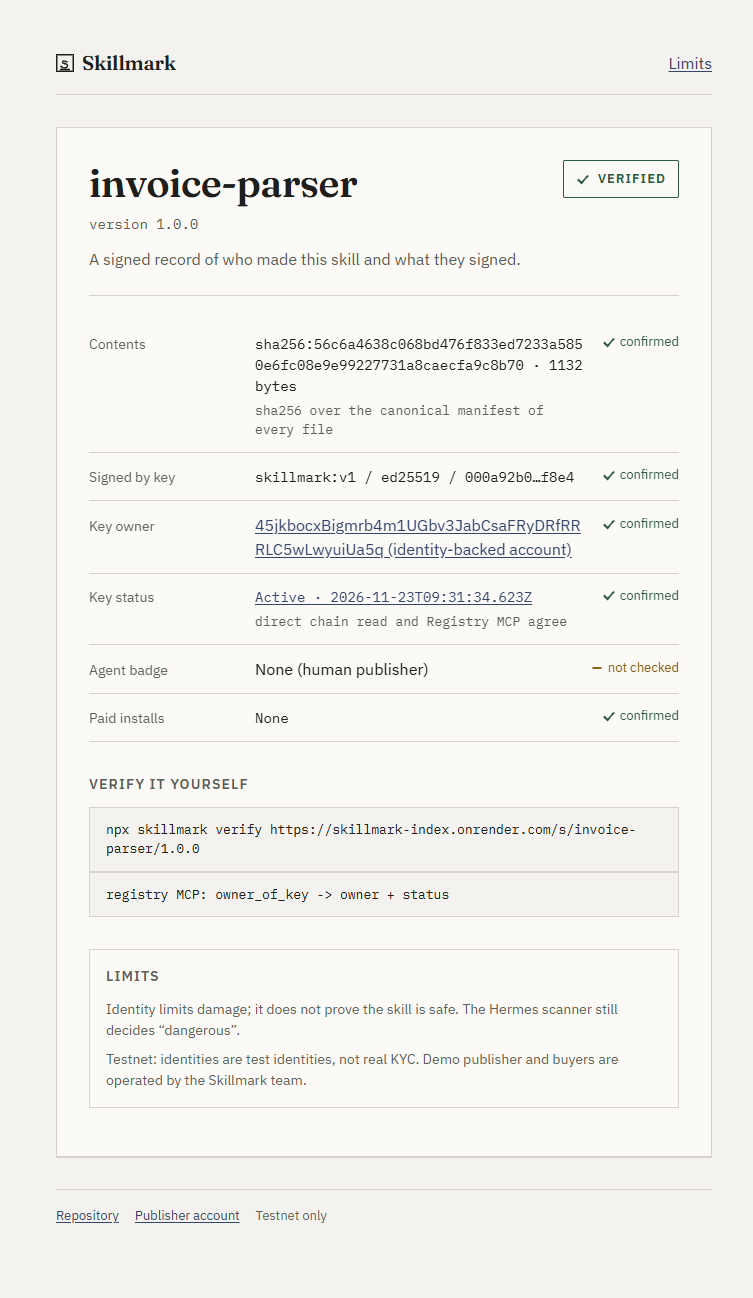 Skillmark
Limits
invoice-parser
VERIFIED
version 1.0.0
A signed record of who made this skill and what they signed.
Contents
sha256:56c6a4638c068bd476f833ed7233a585
0e6fc08e9e99227731a8caecfa9c8b70 · 1132
bytes
confirmed
sha256 over the canonical manifest of
every file
Signed by key
skillmark:v1 / ed25519 / 000a92b0…f8e4
confirmed
Key owner
45jkbocxBigmrb4m1UGbv3JabCsaFRyDRfRR
RLC5wLwyuiUa5q (identity-backed account)
confirmed
Key status
Active · 2026-11-23T09:31:34.623Z
confirmed
direct chain read and Registry MCP agree
Agent badge
None (human publisher)
not checked
Paid installs
None
confirmed
VERIFY IT YOURSELF
npx skillmark verify https://skillmark-index.onrender.com/s/invoice-
parser/1.0.0
registry MCP: owner_of_key -> owner + status
LIMITS
Identity limits damage; it does not prove the skill is safe. The Hermes scanner still
decides “dangerous”.
Testnet: identities are test identities, not real KYC. Demo publisher and buyers are
operated by the Skillmark team.
Repository
Publisher account
Testnet only